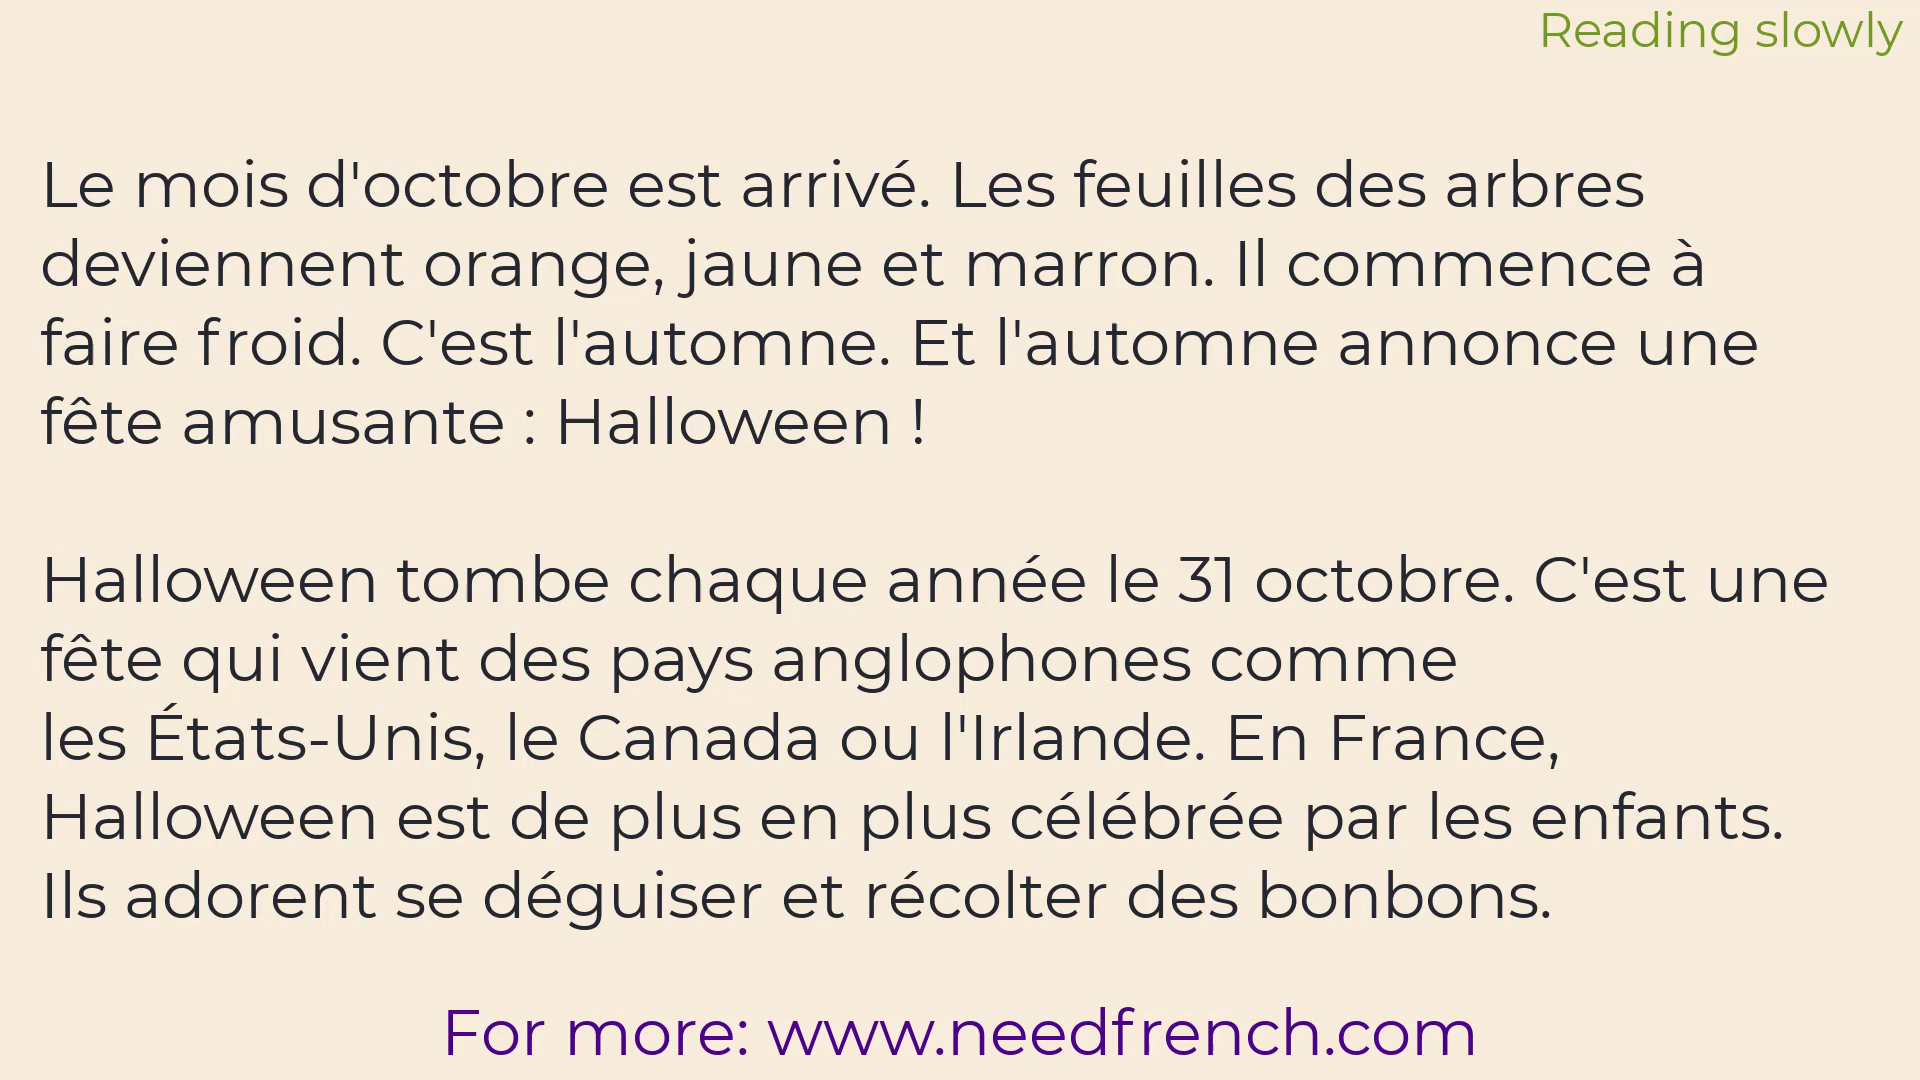 Reading slowly
Le mois d'octobre est arrivé. Les feuilles des arbres
deviennent orange, jaune et marron. Il commence à
faire froid. C'est l'automne. Et l'automne annonce une
fête amusante : Halloween !
Halloween tombe chaque année le 31 octobre. C'est une
fête qui vient des pays anglophones comme
les États-Unis, le Canada ou l'Irlande. En France,
Halloween est de plus en plus célébrée par les enfants.
Ils adorent se déguiser et récolter des bonbons.
For more: www.needfrench.com